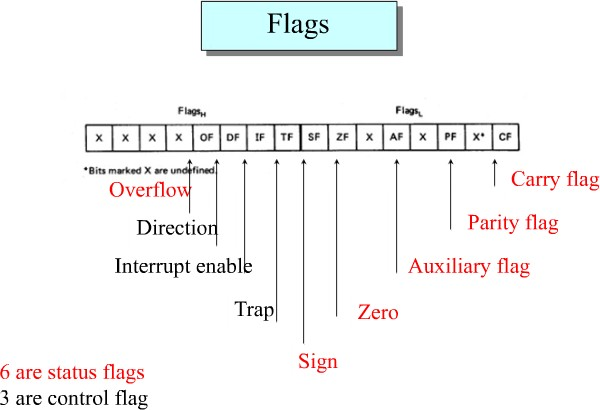 Flags
FlagsH FlagsL
X X X X OF DF IF TF SF ZF X AF X PF X* CF
*Bits marked X are undefined.
Overflow
Carry flag
Direction
Parity flag
Interrupt enable
Auxiliary flag
Trap
Zero
Sign
6 are status flags
3 are control flag